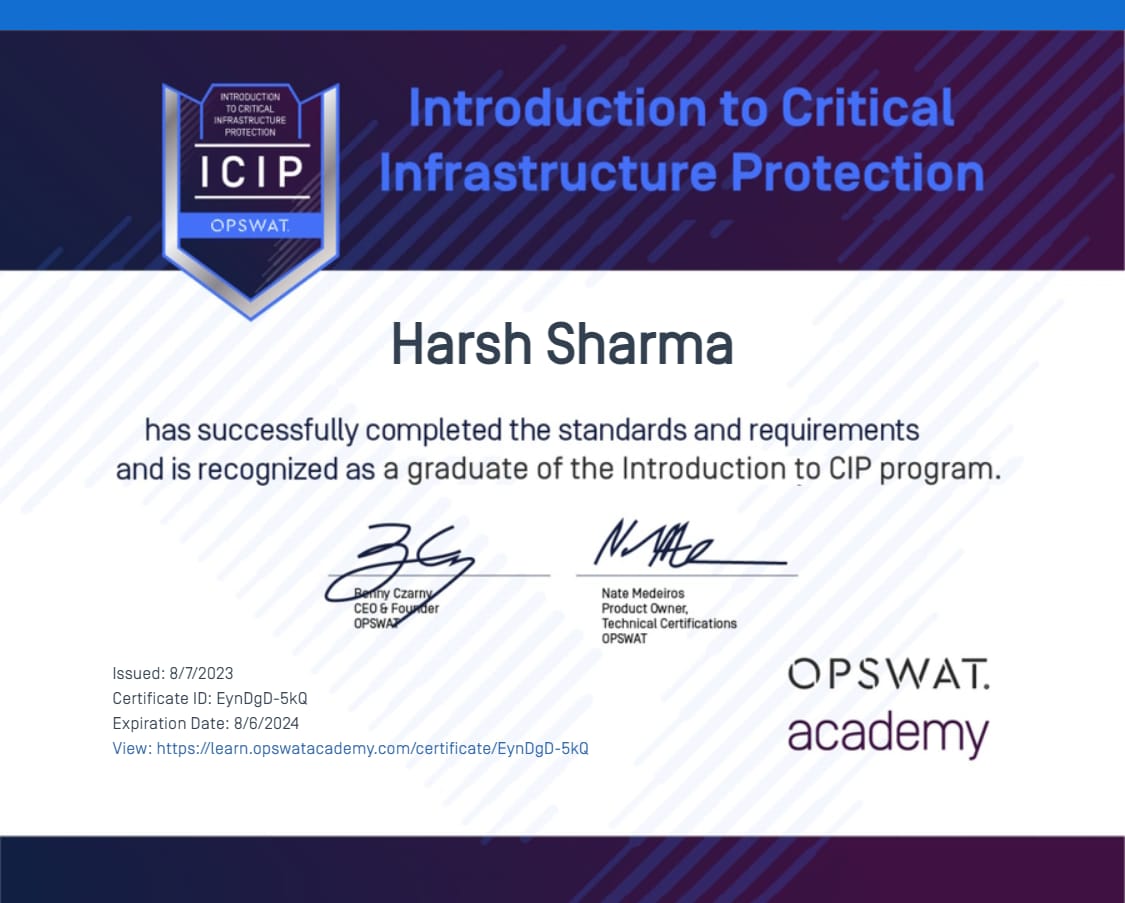 INTRODUCTION
TO CRITICAL
INFRASTRUCTURE
PROTECTION
ICIP
OPSWAT.
Introduction to Critical
Infrastructure Protection
Harsh Sharma
has successfully completed the standards and requirements
and is recognized as a graduate of the Introduction to CIP program.
Benny Czarny
CEO & Founder
OPSWAT
Nate Medeiros
Product Owner,
Technical Certifications
OPSWAT
Issued: 8/7/2023
Certificate ID: EynDgD-5kQ
Expiration Date: 8/6/2024
View: https://learn.opswatacademy.com/certificate/EynDgD-5kQ
OPSWAT.
academy